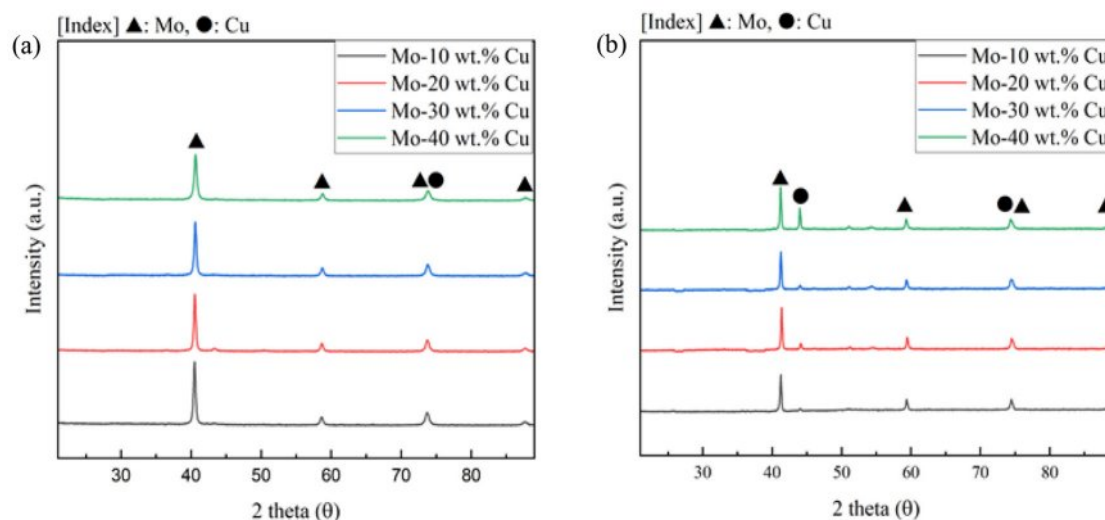 [Index] ▲: Mo, ●: Cu
(a)
Mo-10 wt.% Cu
Mo-20 wt.% Cu
Mo-30 wt.% Cu
Mo-40 wt.% Cu
Intensity (a.u.)
30 40 50 60 70 80
2 theta (θ)
[Index] ▲: Mo, ●: Cu
(b)
Mo-10 wt.% Cu
Mo-20 wt.% Cu
Mo-30 wt.% Cu
Mo-40 wt.% Cu
Intensity (a.u.)
30 40 50 60 70 80
2 theta (θ)